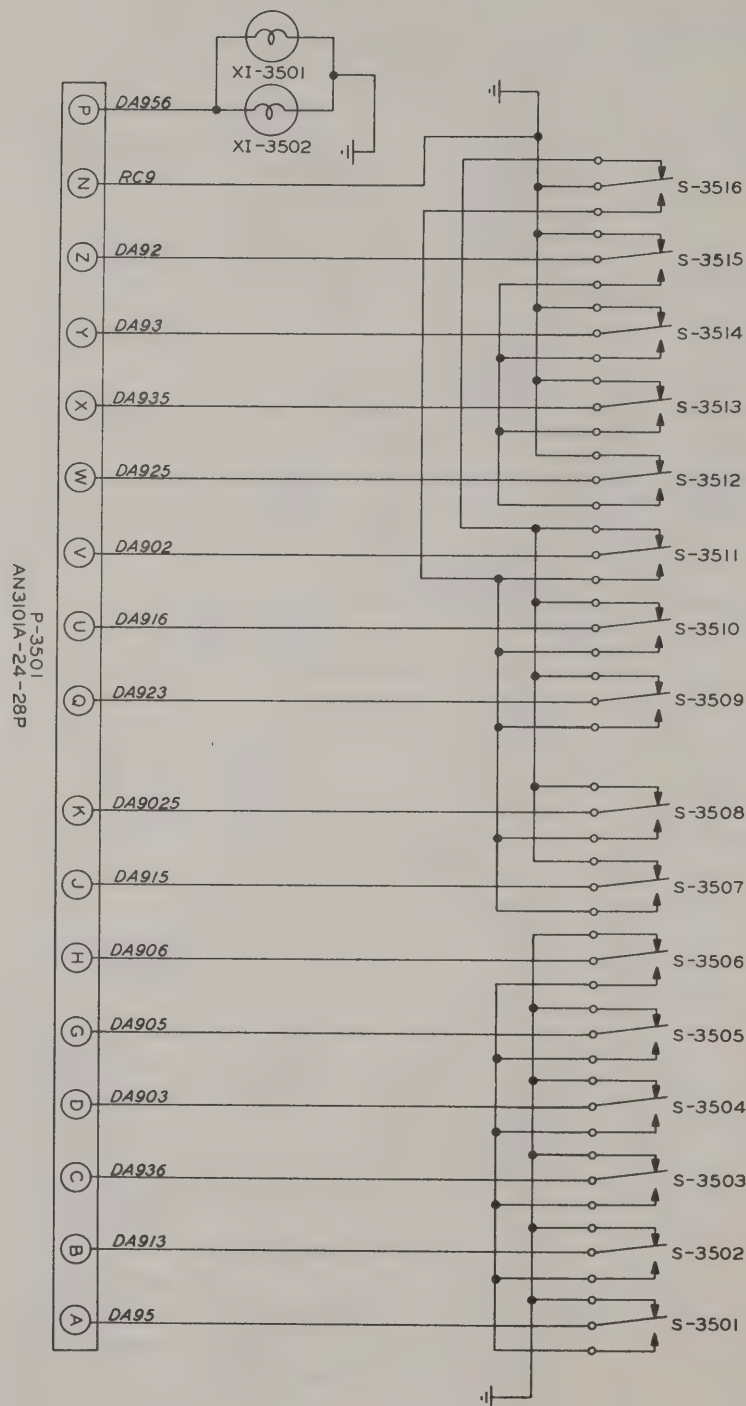 XI-3501
XI-3502
P DA956
N RC9 S-3516
Z DA92 S-3515
Y DA93 S-3514
X DA935 S-3513
W DA925 S-3512
V DA902 S-3511
U DA916 S-3510
Q DA923 S-3509
K DA9025 S-3508
J DA915 S-3507
H DA906 S-3506
G DA905 S-3505
D DA903 S-3504
C DA936 S-3503
B DA913 S-3502
A DA95 S-3501
P-3501
AN3101A-24-28P